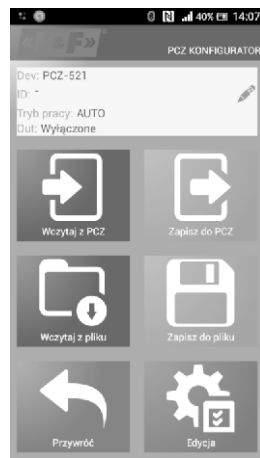 40% 14:07
«F&F»®
PCZ KONFIGURATOR
Dev: PCZ-521
ID: -
Tryb pracy: AUTO
Out: Wyłączone
Wczytaj z PCZ
Zapisz do PCZ
Wczytaj z pliku
Zapisz do pliku
Przywróć
Edycja